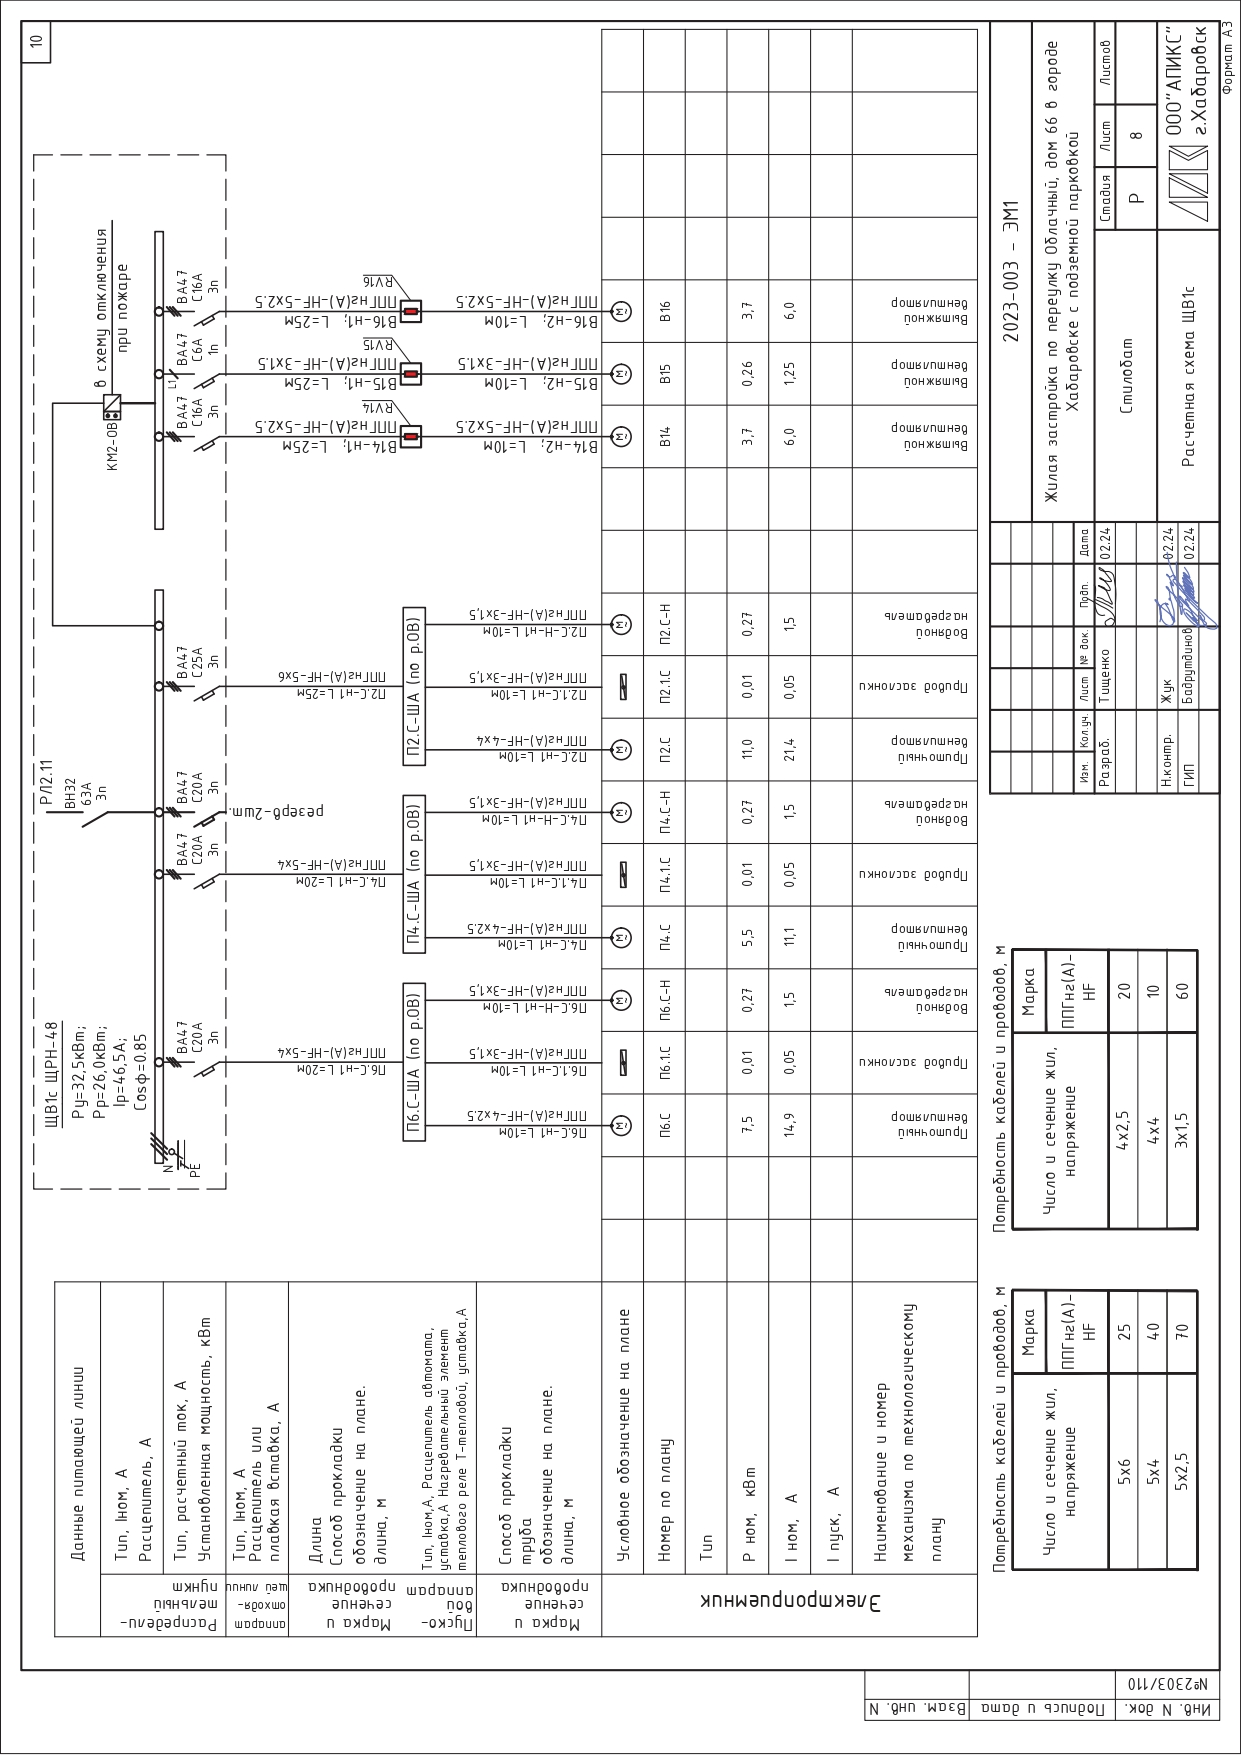 10
Данные питающей линии
Распредели-
тельный
пункт
Тип, Iном, А
Расцепитель, А
Тип, расчетный ток, А
Установленная мощность, кВт
аппарат
отходя-
щей линии
Тип, Iном, А
Расцепитель или
плавкая вставка, А
Марка и
сечение
проводника
Длина
Способ прокладки
обозначение на плане.
длина, м
Пуско-
вой
аппарат
Тип, Iном,А, Расцепитель автомата,
уставка,А Нагревательный элемент
теплового реле Т-тепловой, уставка,А
Марка и
сечение
проводника
Способ прокладки
труба
обозначение на плане.
длина, м
Электроприемник
Условное обозначение на плане
Номер по плану
Тип
Р ном, кВт
I ном, А
I пуск, А
Наименование и номер
механизма по технологическому
плану
ЩВ1с ЩРН-48
Ру=32,5кВт;
Рр=26,0кВт;
Iр=46,5А;
Cosф=0.85
N
PE
РЛ2.11
ВН32
63А
3п
КМ2-ОВ
в схему отключения
при пожаре
ВА47
С20А
3п
ВА47
С20А
3п
ВА47
С20А
3п
резерв-2шт.
ВА47
С25А
3п
ВА47
С16А
3п
L1
ВА47
С6А
1п
ВА47
С16А
3п
П6.С-н1 L=20м
ППГнг(А)-HF-5х4
П4.С-н1 L=20м
ППГнг(А)-HF-5х4
П2.С-н1 L=25м
ППГнг(А)-HF-5х6
В14-н1; L=25м
ППГнг(А)-HF-5х2.5
В15-н1; L=25м
ППГнг(А)-HF-3х1.5
В16-н1; L=25м
ППГнг(А)-HF-5х2.5
П6.С-ША (по р.ОВ)
П4.С-ША (по р.ОВ)
П2.С-ША (по р.ОВ)
RV14
RV15
RV16
П6.С-н1 L=10м
ППГнг(А)-HF-4х2.5
П6.1.С-н1 L=10м
ППГнг(А)-HF-3х1,5
П6.С-Н-н1 L=10м
ППГнг(А)-HF-3х1,5
П4.С-н1 L=10м
ППГнг(А)-HF-4х2.5
П4.1.С-н1 L=10м
ППГнг(А)-HF-3х1,5
П4.С-Н-н1 L=10м
ППГнг(А)-HF-3х1,5
П2.С-н1 L=10м
ППГнг(А)-HF-4х4
П2.1.С-н1 L=10м
ППГнг(А)-HF-3х1,5
П2.С-Н-н1 L=10м
ППГнг(А)-HF-3х1,5
В14-н2; L=10м
ППГнг(А)-HF-5х2.5
В15-н2; L=10м
ППГнг(А)-HF-3х1.5
В16-н2; L=10м
ППГнг(А)-HF-5х2.5
М~ М~ М~ М~ М~ М~ М~ М~ М~
П6.С П6.1.С П6.С-Н П4.С П4.1.С П4.С-Н П2.С П2.1.С П2.С-Н В14 В15 В16
7,5 0,01 0,27 5,5 0,01 0,27 11,0 0,01 0,27 3,7 0,26 3,7
14,9 0,05 1,5 11,1 0,05 1,5 21,4 0,05 1,5 6,0 1,25 6,0
Приточный
вентилятор
Привод заслонки
Водяной
нагреватель
Приточный
вентилятор
Привод заслонки
Водяной
нагреватель
Приточный
вентилятор
Привод заслонки
Водяной
нагреватель
Вытяжной
вентилятор
Вытяжной
вентилятор
Вытяжной
вентилятор
Потребность кабелей и проводов, м
Число и сечение жил,
напряжение
Марка
ППГнг(А)-
HF
5х6 25
5х4 40
5х2,5 70
Потребность кабелей и проводов, м
Число и сечение жил,
напряжение
Марка
ППГнг(А)-
HF
4х2,5 20
4х4 10
3х1,5 60
2023-003 - ЭМ1
Жилая застройка по переулку Облачный, дом 66 в городе
Хабаровске с подземной парковкой
Изм. Кол.уч. Лист № док. Подп. Дата
Разраб. Тищенко 02.24
Н.контр. Жук 02.24
ГИП Бадрутдинов 02.24
Стилобат
Стадия Лист Листов
Р 8
Расчетная схема ЩВ1с
ООО"АПИКС"
г.Хабаровск
Формат А3
Инв. N док. Подпись и дата Взам. инв. N
№2303/110